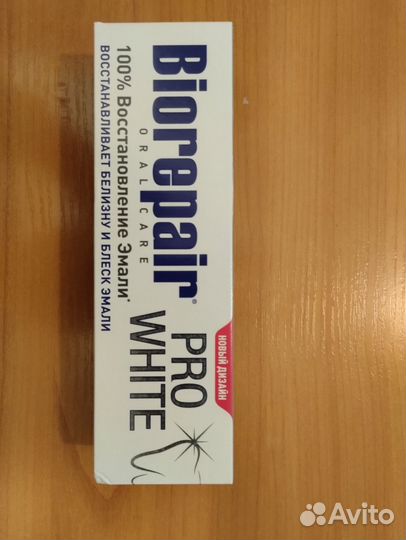 Biorepair®
ORAL CARE
100% Восстановление Эмали*
ВОССТАНАВЛИВАЕТ БЕЛИЗНУ И БЛЕСК ЭМАЛИ
НОВЫЙ ДИЗАЙН
PRO
WHITE
Avito